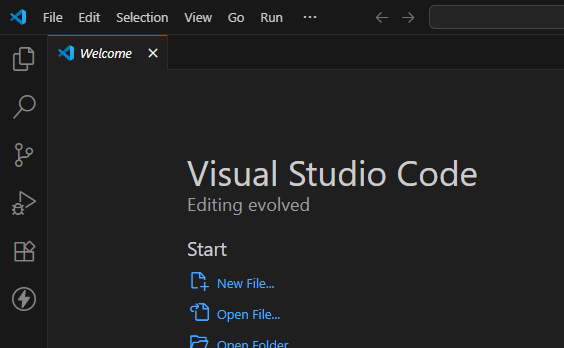 File Edit Selection View Go Run ...
Welcome
Visual Studio Code
Editing evolved
Start
New File...
Open File...
Open Folder